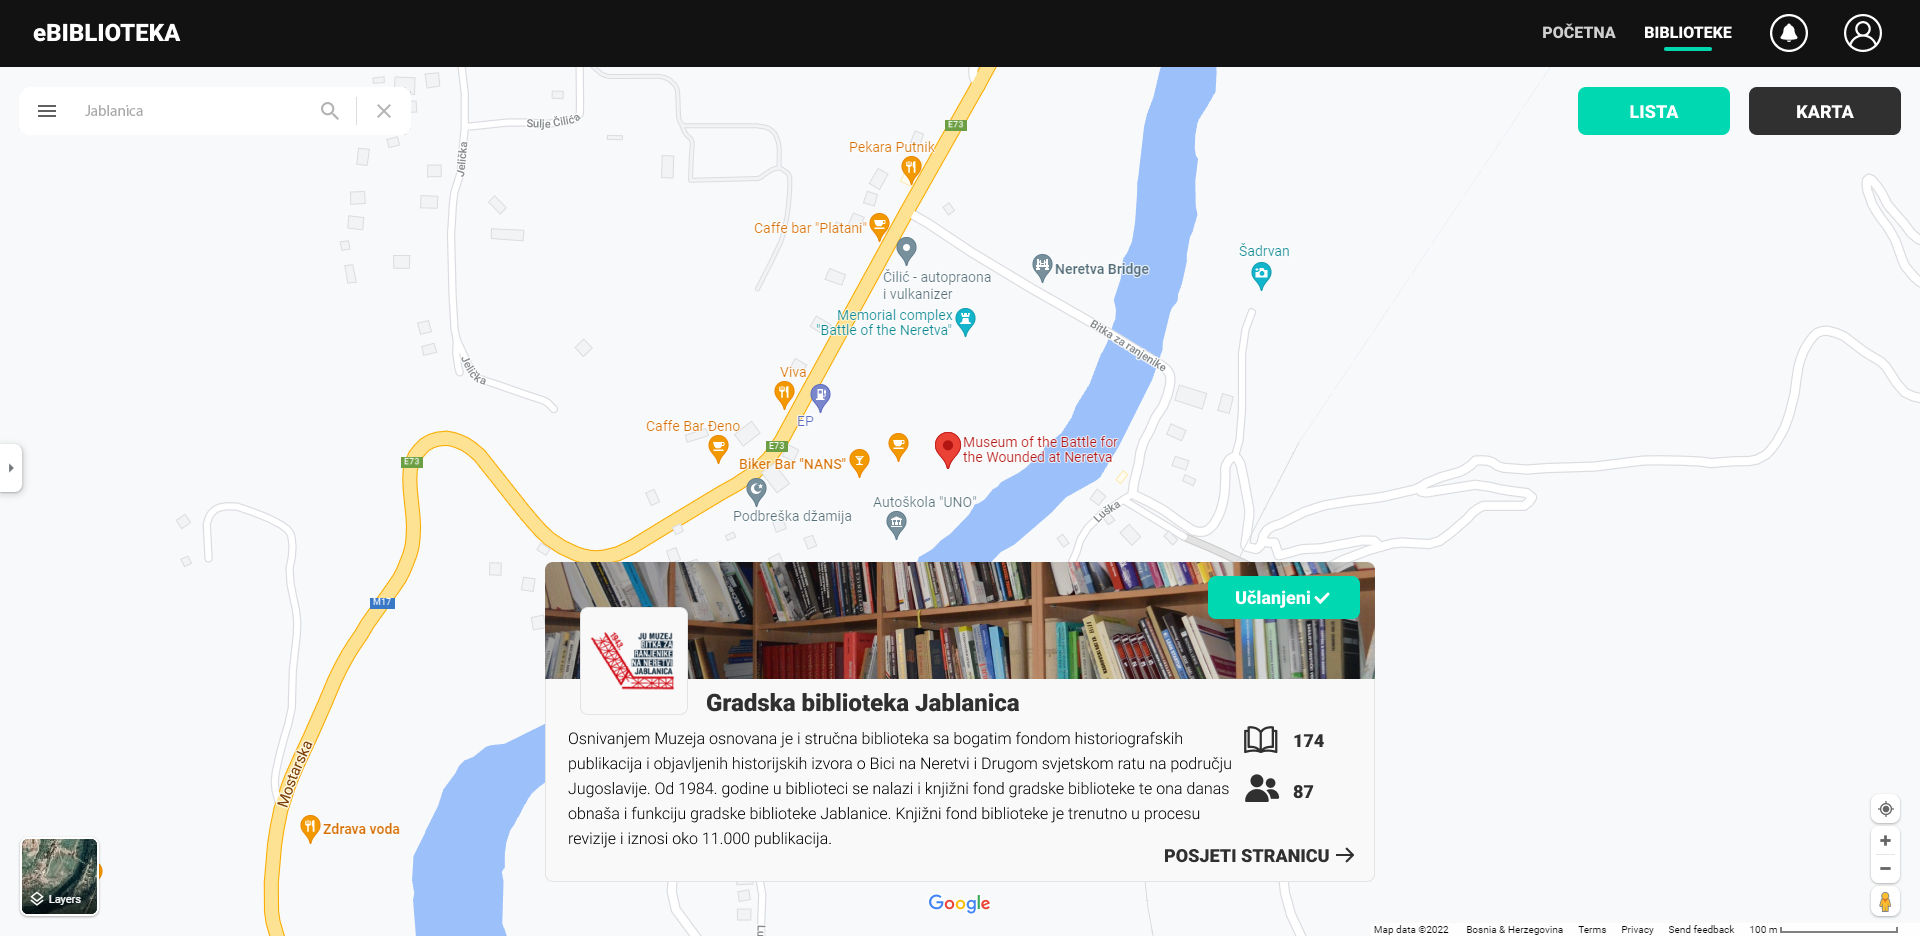 eBIBLIOTEKA
POČETNA
BIBLIOTEKE
Jablanica
LISTA
KARTA
Sulje Čilića
E73
Jelička
Pekara Putnik
Caffe bar "Platani"
Čilić - autopraona
i vulkanizer
Neretva Bridge
Šadrvan
Memorial complex
"Battle of the Neretva"
Bitka za ranjenike
Jelička
Viva
EP
Caffe Bar Đeno
E73
E73
Biker Bar "NANS"
Museum of the Battle for
the Wounded at Neretva
Podbreška džamija
Autoškola "UNO"
Luška
M17
Učlanjeni
1943
JU MUZEJ
BITKA ZA
RANJENIKE
NA NERETVI
JABLANICA
Gradska biblioteka Jablanica
Osnivanjem Muzeja osnovana je i stručna biblioteka sa bogatim fondom historiografskih
publikacija i objavljenih historijskih izvora o Bici na Neretvi i Drugom svjetskom ratu na području
Jugoslavije. Od 1984. godine u biblioteci se nalazi i knjižni fond gradske biblioteke te ona danas
obnaša i funkciju gradske biblioteke Jablanice. Knjižni fond biblioteke je trenutno u procesu
revizije i iznosi oko 11.000 publikacija.
174
87
POSJETI STRANICU
Mostarska
Zdrava voda
Layers
Google
Map data ©2022
Bosnia & Herzegovina
Terms
Privacy
Send feedback
100 m